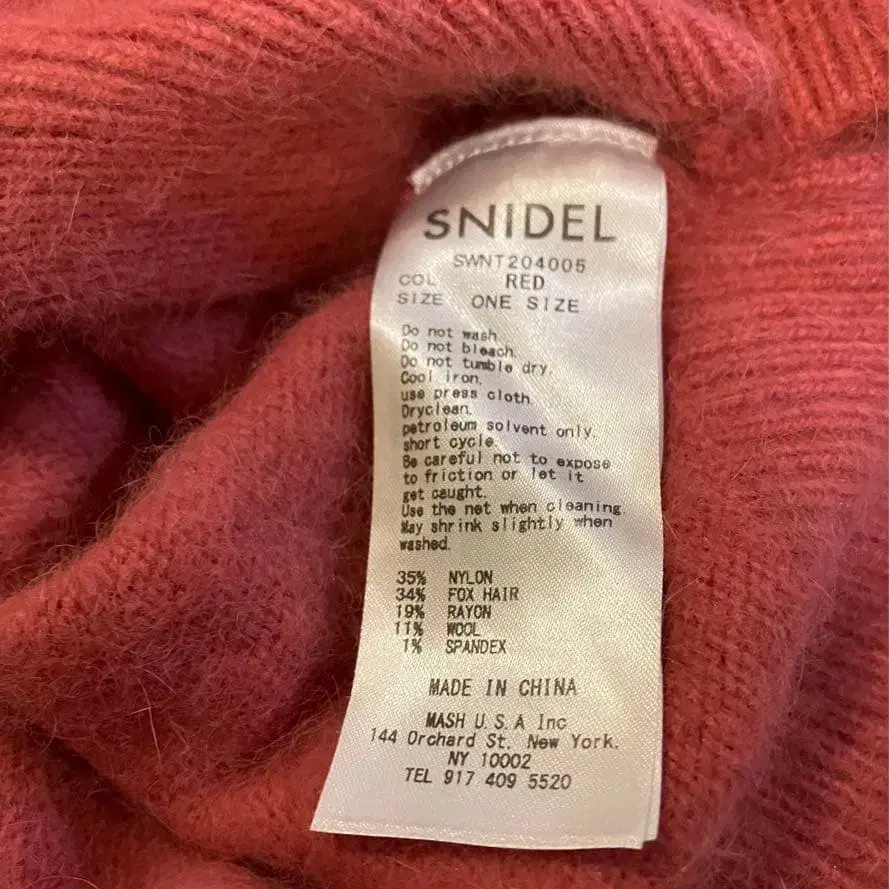 SNIDEL
SWNT204005
COL RED
SIZE ONE SIZE
Do not wash.
Do not bleach.
Do not tumble dry.
Cool iron,
use press cloth.
Dryclean.
petroleum solvent only.
short cycle.
Be careful not to expose
to friction or let it
get caught.
Use the net when cleaning.
May shrink slightly when
washed.
35% NYLON
34% FOX HAIR
19% RAYON
11% WOOL
1% SPANDEX
MADE IN CHINA
MASH U.S.A Inc
144 Orchard St. New York.
NY 10002
TEL 917 409 5520